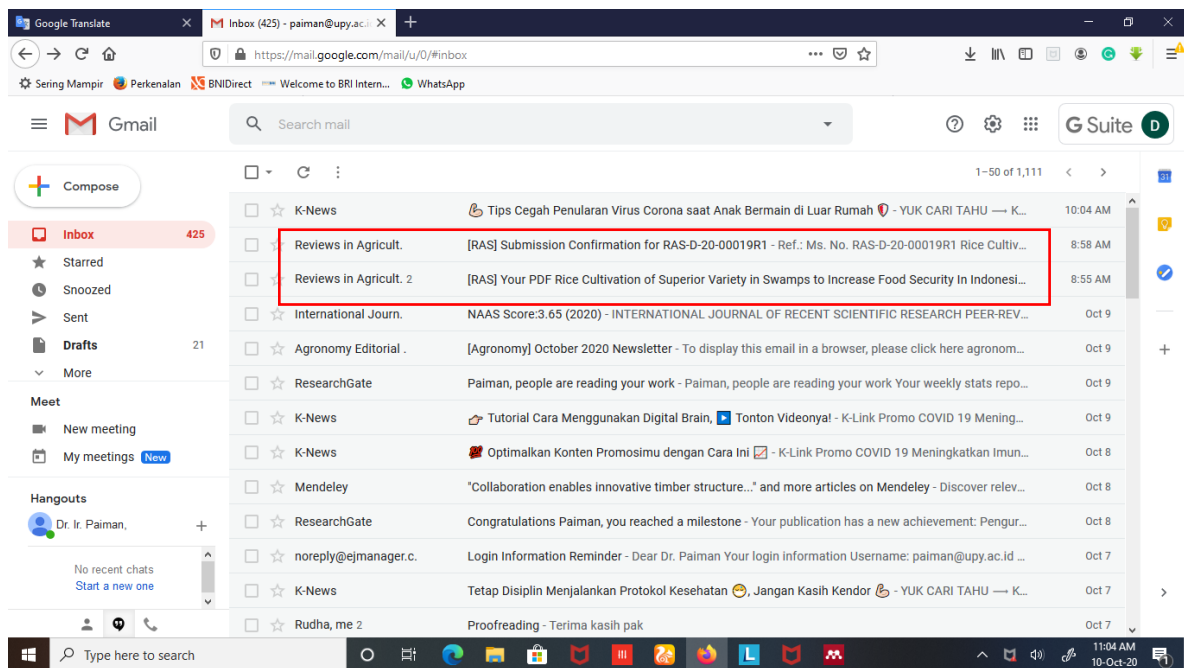 Google Translate
Inbox (425) - paiman@upy.ac.i
https://mail.google.com/mail/u/0/#inbox
Sering Mampir Perkenalan BNIDirect Welcome to BRI Intern... WhatsApp
Gmail
Search mail
G Suite D
Compose
1–50 of 1,111
31
Inbox 425
Starred
Snoozed
Sent
Drafts 21
More
Meet
New meeting
My meetings New
Hangouts
Dr. Ir. Paiman,
No recent chats
Start a new one
K-News 💪 Tips Cegah Penularan Virus Corona saat Anak Bermain di Luar Rumah - YUK CARI TAHU ⟶ K... 10:04 AM
Reviews in Agricult. [RAS] Submission Confirmation for RAS-D-20-00019R1 - Ref.: Ms. No. RAS-D-20-00019R1 Rice Cultiv... 8:58 AM
Reviews in Agricult. 2 [RAS] Your PDF Rice Cultivation of Superior Variety in Swamps to Increase Food Security In Indonesi... 8:55 AM
International Journ. NAAS Score:3.65 (2020) - INTERNATIONAL JOURNAL OF RECENT SCIENTIFIC RESEARCH PEER-REV... Oct 9
Agronomy Editorial . [Agronomy] October 2020 Newsletter - To display this email in a browser, please click here agronom... Oct 9
ResearchGate Paiman, people are reading your work - Paiman, people are reading your work Your weekly stats repo... Oct 9
K-News 👉 Tutorial Cara Menggunakan Digital Brain, ▶ Tonton Videonya! - K-Link Promo COVID 19 Mening... Oct 9
K-News Optimalkan Konten Promosimu dengan Cara Ini 📈 - K-Link Promo COVID 19 Meningkatkan Imun... Oct 8
Mendeley "Collaboration enables innovative timber structure..." and more articles on Mendeley - Discover relev... Oct 8
ResearchGate Congratulations Paiman, you reached a milestone - Your publication has a new achievement: Pengur... Oct 8
noreply@ejmanager.c. Login Information Reminder - Dear Dr. Paiman Your login information Username: paiman@upy.ac.id ... Oct 7
K-News Tetap Disiplin Menjalankan Protokol Kesehatan 😷, Jangan Kasih Kendor 💪 - YUK CARI TAHU ⟶ K... Oct 7
Rudha, me 2 Proofreading - Terima kasih pak Oct 7
Type here to search
11:04 AM
10-Oct-20
1